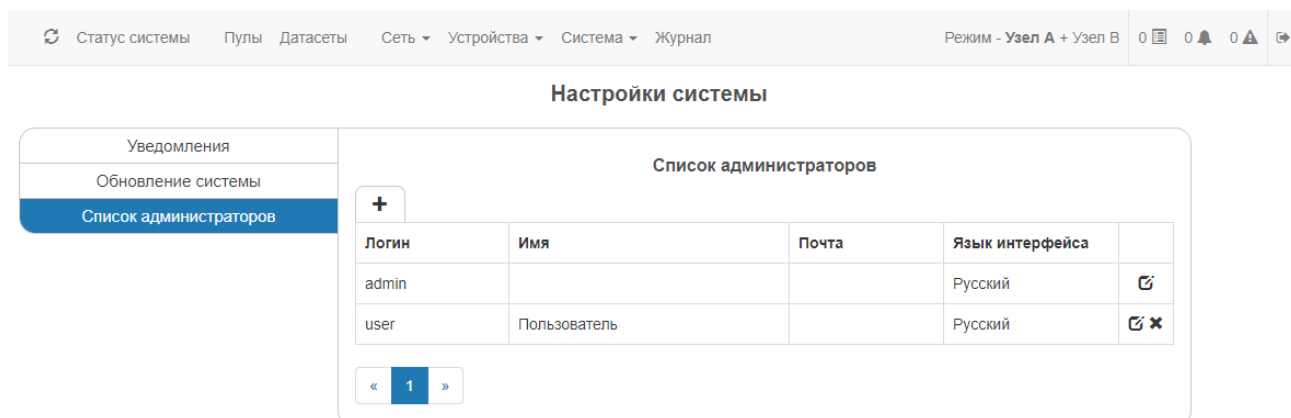 Статус системы Пулы Датасеты Сеть Устройства Система Журнал Режим - Узел A + Узел B 0 0 0
Настройки системы
Уведомления
Обновление системы
Список администраторов
Список администраторов
+
Логин Имя Почта Язык интерфейса
admin Русский
user Пользователь Русский
« 1 »